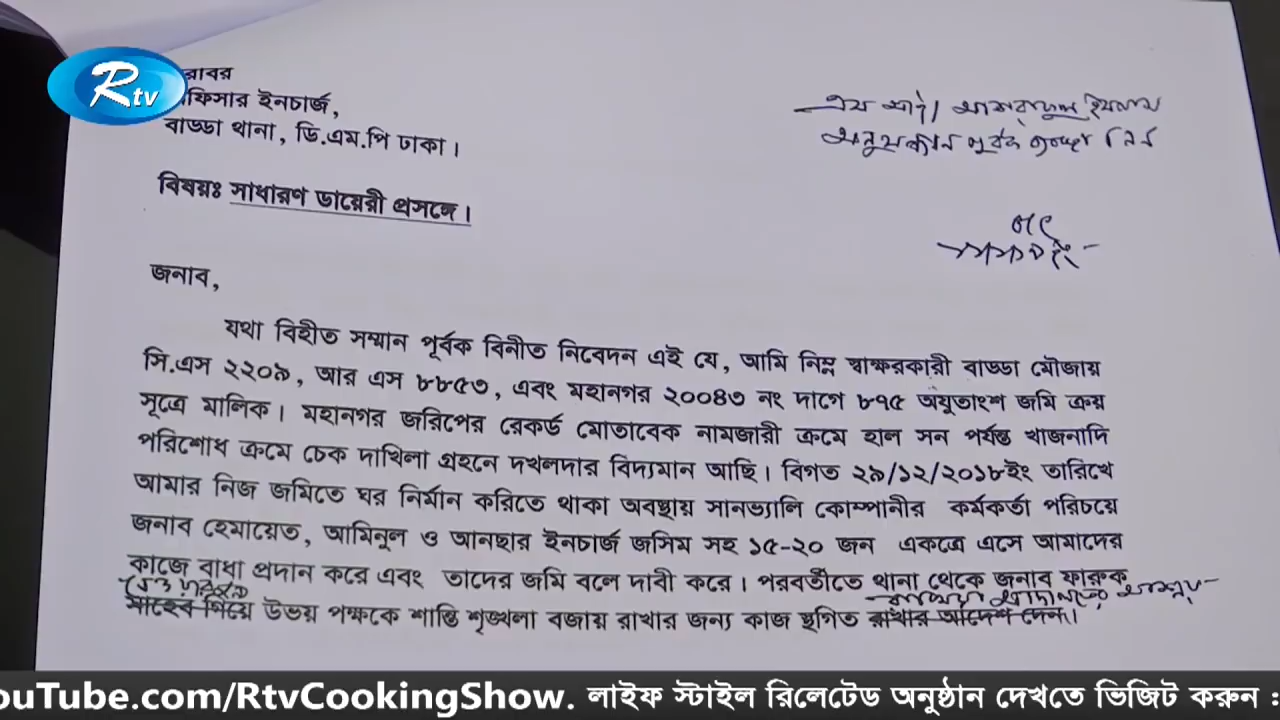 Rtv
রাবর
ফিসার ইনচার্জ,
বাড্ডা থানা, ডি.এম.পি ঢাকা।
বিষয়ঃ সাধারণ ডায়েরী প্রসঙ্গে।
জনাব,
যথা বিহীত সম্মান পূর্বক বিনীত নিবেদন এই যে, আমি নিম্ন স্বাক্ষরকারী বাড্ডা মৌজায়
সি.এস ২২০৯, আর এস ৮৮৫৩, এবং মহানগর ২০০৪৩ নং দাগে ৮৭৫ অযুতাংশ জমি ক্রয়
সূত্রে মালিক। মহানগর জরিপের রেকর্ড মোতাবেক নামজারী ক্রমে হাল সন পর্যন্ত খাজনাদি
পরিশোধ ক্রমে চেক দাখিলা গ্রহনে দখলদার বিদ্যমান আছি। বিগত ২৯/১২/২০১৮ইং তারিখে
আমার নিজ জমিতে ঘর নির্মান করিতে থাকা অবস্থায় সানভ্যালি কোম্পানীর কর্মকর্তা পরিচয়ে
জনাব হেমায়েত, আমিনুল ও আনছার ইনচার্জ জসিম সহ ১৫-২০ জন একত্রে এসে আমাদের
কাজে বাধা প্রদান করে এবং তাদের জমি বলে দাবী করে। পরবর্তীতে থানা থেকে জনাব ফারুক
সাহেব গিয়ে উভয় পক্ষকে শান্তি শৃঙ্খলা বজায় রাখার জন্য কাজ স্থগিত রাখার আদেশ দেন।
ouTube.com/RtvCookingShow. লাইফ স্টাইল রিলেটেড অনুষ্ঠান দেখতে ভিজিট করুন :